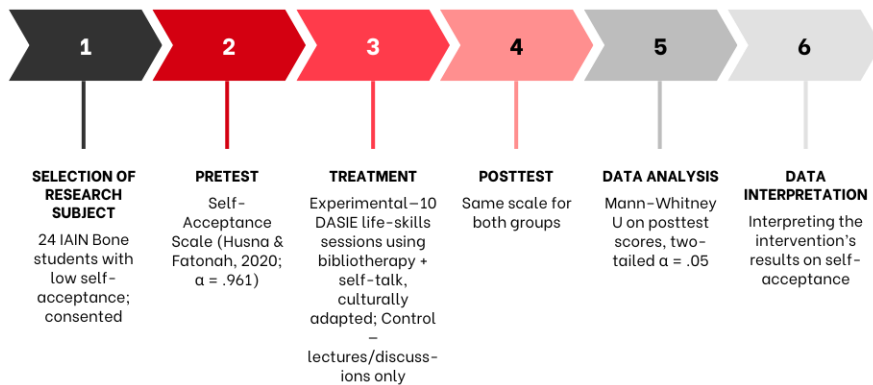 1
2
3
4
5
6
SELECTION OF
RESEARCH
SUBJECT
24 IAIN Bone
students with
low self-
acceptance;
consented
PRETEST
Self-
Acceptance
Scale (Husna &
Fatonah, 2020;
α = .961)
TREATMENT
Experimental—10
DASIE life-skills
sessions using
bibliotherapy +
self-talk,
culturally
adapted; Control
—
lectures/discuss-
ions only
POSTTEST
Same scale for
both groups
DATA ANALYSIS
Mann-Whitney
U on posttest
scores, two-
tailed α = .05
DATA
INTERPRETATION
Interpreting the
intervention's
results on self-
acceptance